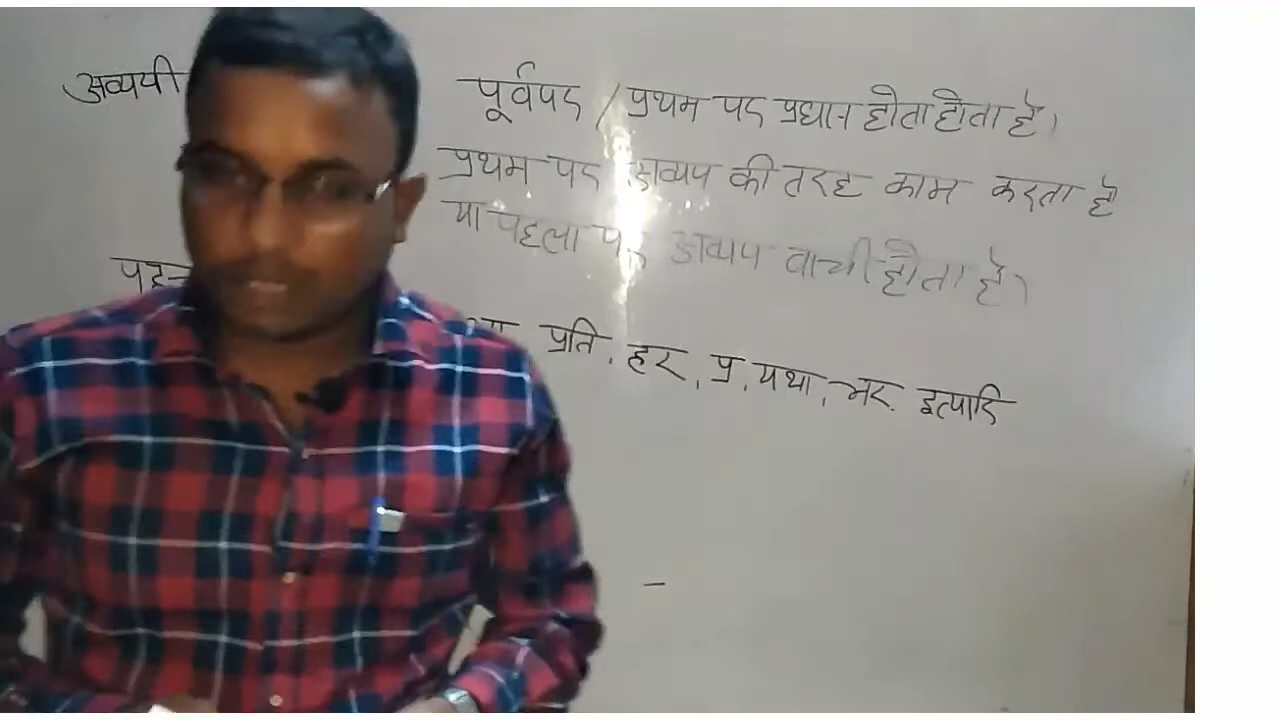 अव्ययी पूर्वपद / प्रथम पद प्रधान होता होता है।
प्रथम पद अव्यय की तरह काम करता है
या पहला पद अव्यय वाची होता है।
प्रति, हर, प्र, यथा, भर, इत्यादि